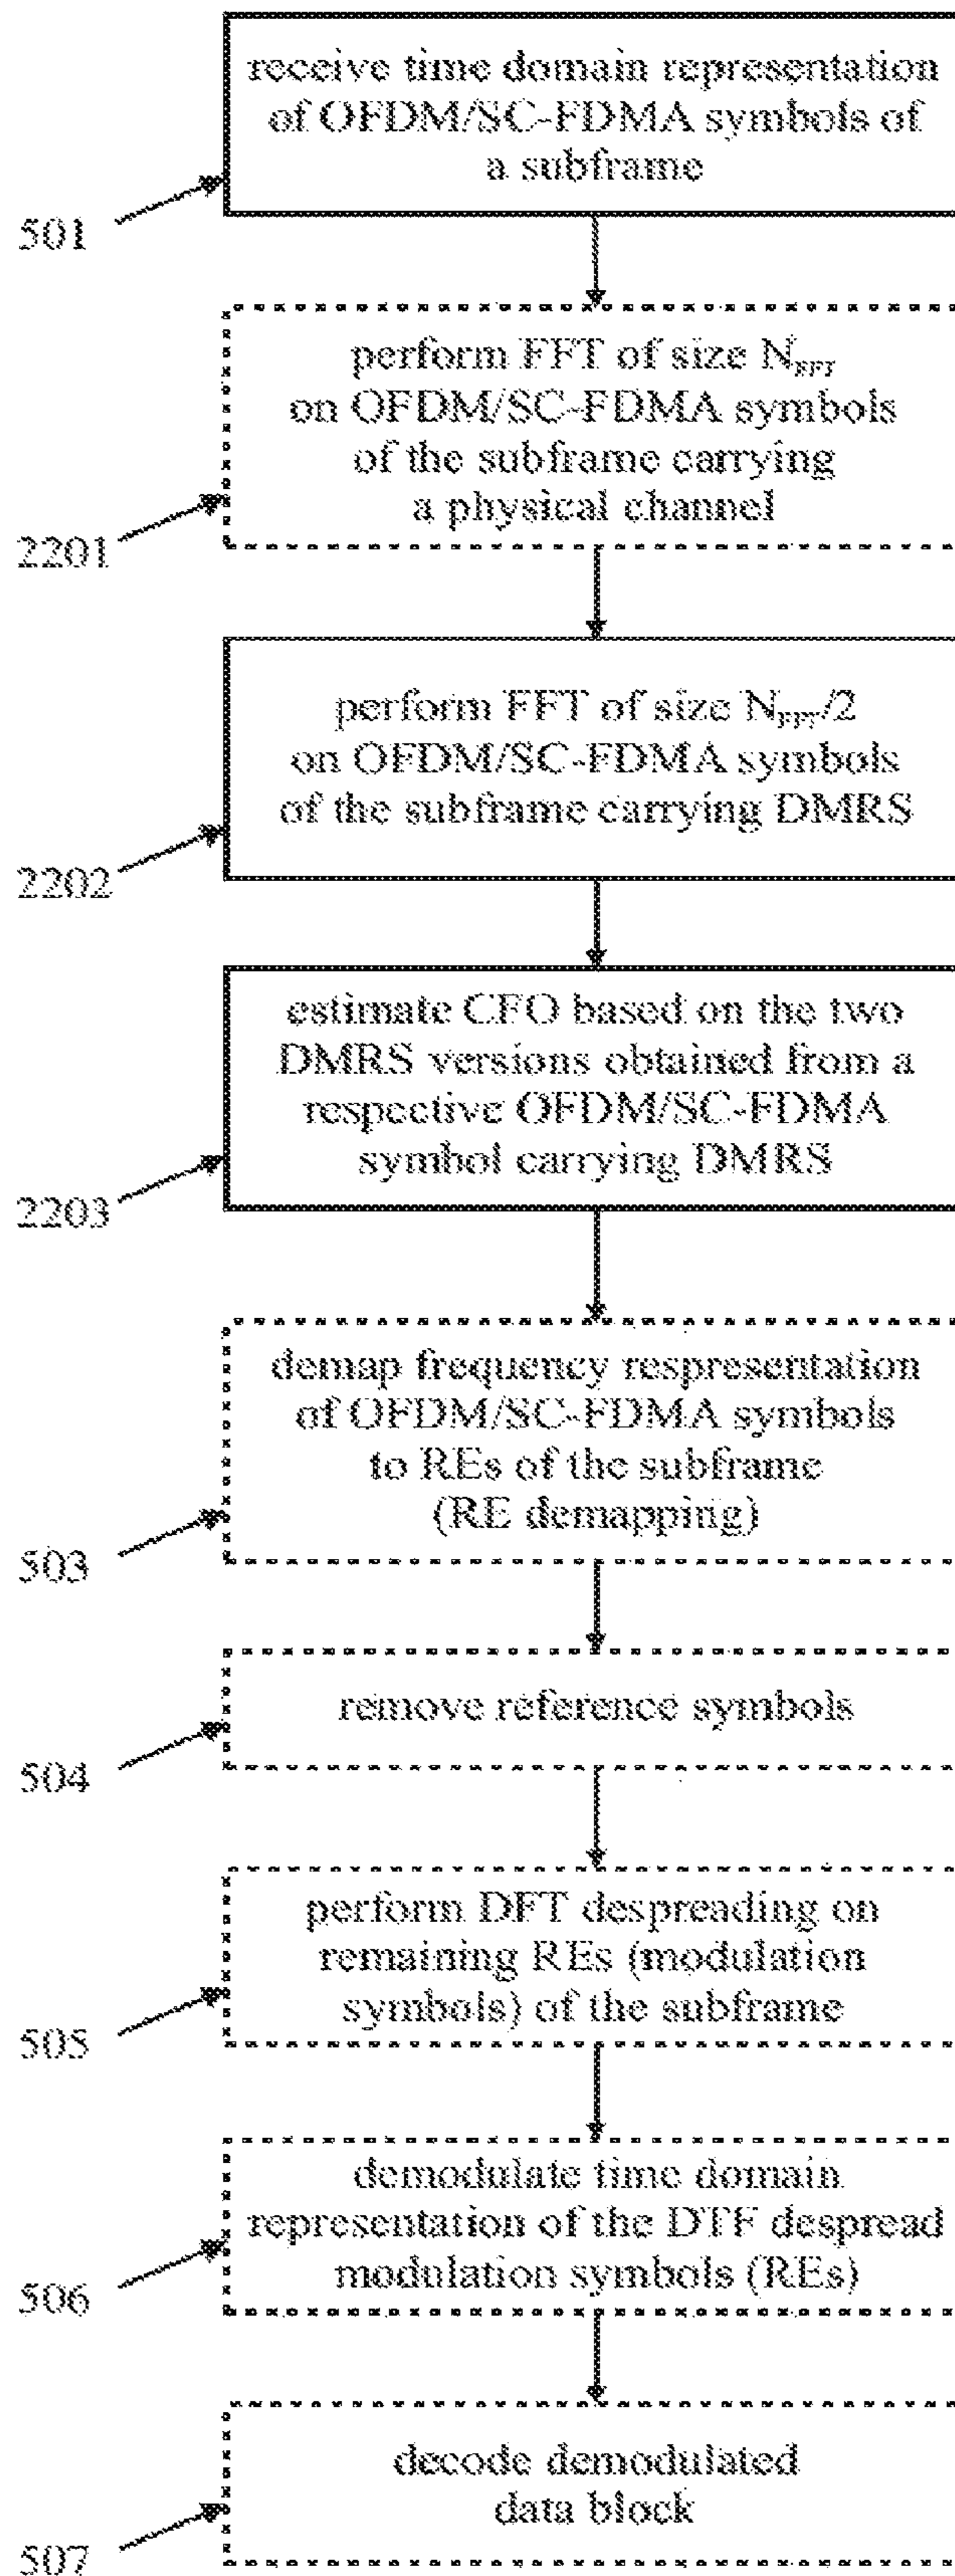 receive time domain representation
of OFDM/SC-FDMA symbols of
a subframe
501
perform FFT of size N_FFT
on OFDM/SC-FDMA symbols
of the subframe carrying
a physical channel
2201
perform FFT of size N_FFT/2
on OFDM/SC-FDMA symbols
of the subframe carrying DMRS
2202
estimate CFO based on the two
DMRS versions obtained from a
respective OFDM/SC-FDMA
symbol carrying DMRS
2203
demap frequency respresentation
of OFDM/SC-FDMA symbols
to REs of the subframe
(RE demapping)
503
remove reference symbols
504
perform DFT despreading on
remaining REs (modulation
symbols) of the subframe
505
demodulate time domain
representation of the DTF despread
modulation symbols (REs)
506
decode demodulated
data block
507